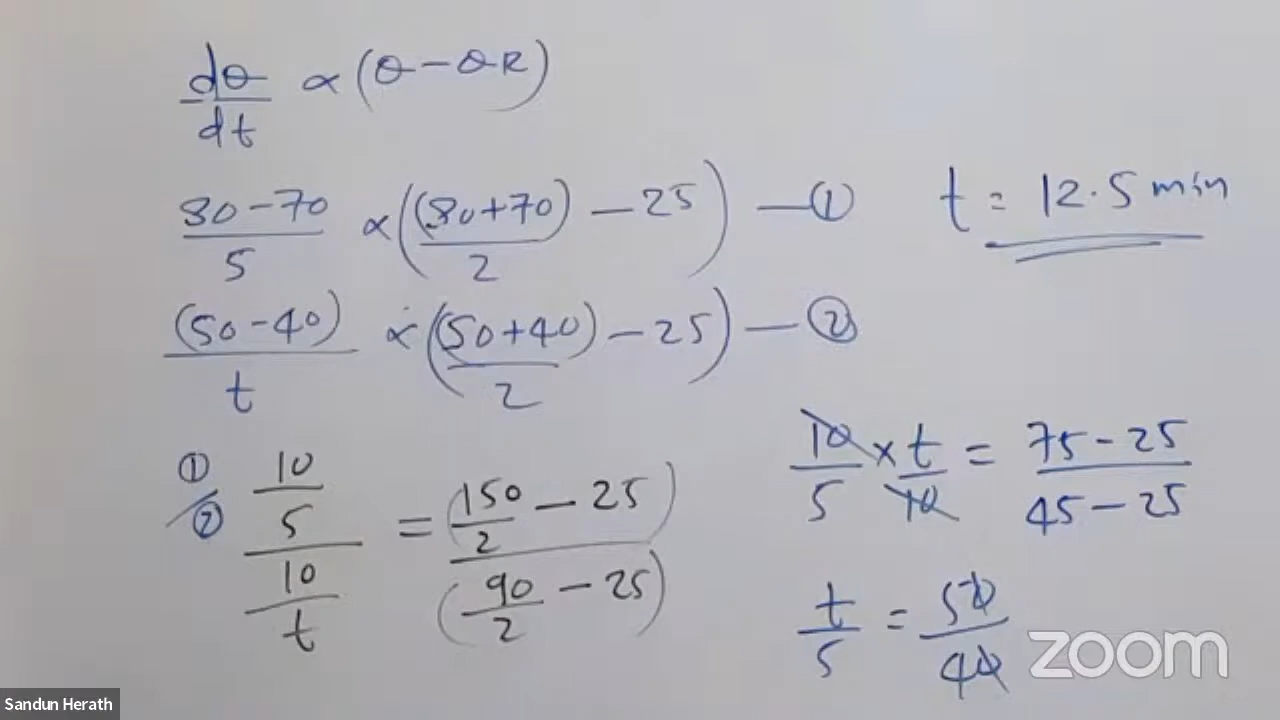 dθ/dt ∝ (θ - θR)
80-70/5 ∝ ((80+70)/2 - 25) — ①
(50-40)/t ∝ ((50+40)/2 - 25) — ②
①/② 10/5 / 10/t = (150/2 - 25) / (90/2 - 25)
t = 12.5 min
10/5 × t/10 = 75-25/45-25
t/5 = 50/40
zoom
Sandun Herath